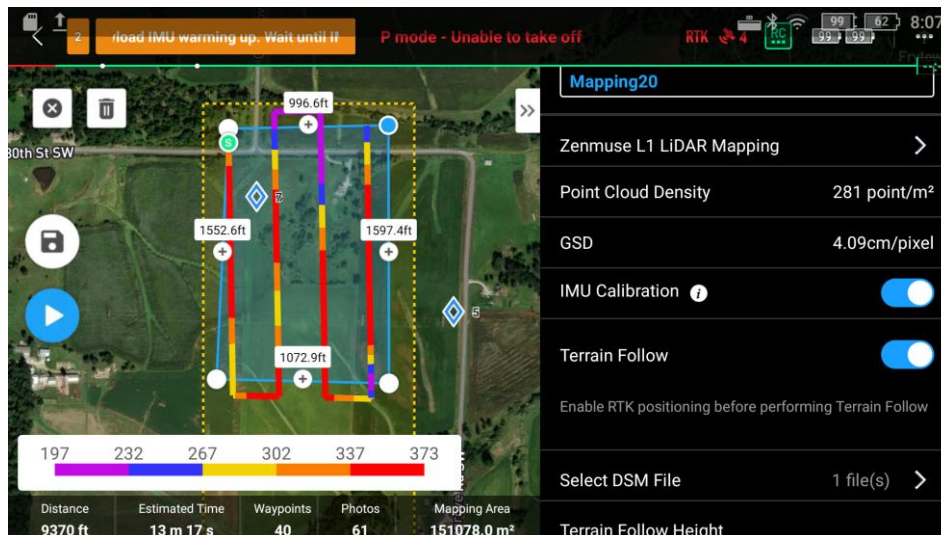 2
yload IMU warming up. Wait until I
P mode - Unable to take off
RTK
4
RC
99
62
99
99
8:07
Mapping20
996.6ft
30th St SW
S
1552.6ft
1597.4ft
5
1072.9ft
Zenmuse L1 LiDAR Mapping
Point Cloud Density 281 point/m²
GSD 4.09cm/pixel
IMU Calibration i
Terrain Follow
Enable RTK positioning before performing Terrain Follow
Select DSM File 1 file(s)
Terrain Follow Height
197 232 267 302 337 373
Distance Estimated Time Waypoints Photos Mapping Area
9370 ft 13 m 17 s 40 61 151078.0 m²